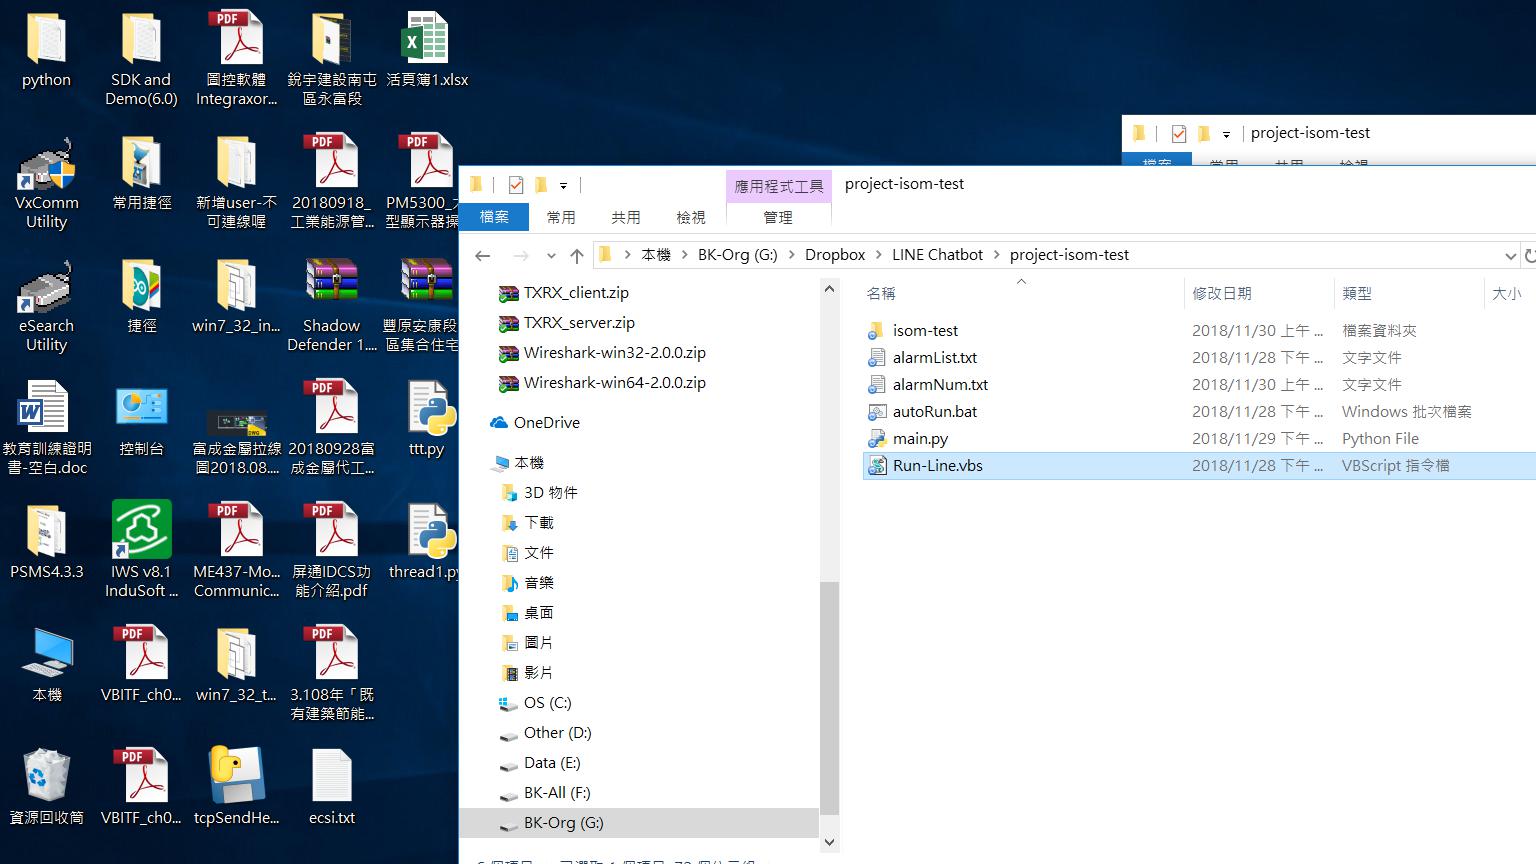 python
SDK and
Demo(6.0)
圖控軟體
Integraxor...
銳宇建設南屯
區永富段
活頁簿1.xlsx
VxComm
Utility
常用捷徑
新增user-不
可連線喔
20180918_
工業能源管...
PM5300_大
型顯示器操
eSearch
Utility
捷徑
win7_32_in...
Shadow
Defender 1....
豐原安康段
區集合住宅
教育訓練證明
書-空白.doc
控制台
富成金屬拉線
圖2018.08....
20180928富
成金屬代工...
ttt.py
PSMS4.3.3
IWS v8.1
InduSoft ...
ME437-Mo...
Communic...
屏通IDCS功
能介紹.pdf
thread1.py
本機
VBITF_ch0...
win7_32_t...
3.108年「既
有建築節能...
資源回收筒
VBITF_ch0...
tcpSendHe...
ecsi.txt
project-isom-test
檔案 常用 共用 檢視
應用程式工具 project-isom-test
檔案 常用 共用 檢視 管理
本機 BK-Org (G:) Dropbox LINE Chatbot project-isom-test
TXRX_client.zip
TXRX_server.zip
Wireshark-win32-2.0.0.zip
Wireshark-win64-2.0.0.zip
OneDrive
本機
3D 物件
下載
文件
音樂
桌面
圖片
影片
OS (C:)
Other (D:)
Data (E:)
BK-All (F:)
BK-Org (G:)
名稱 修改日期 類型 大小
isom-test 2018/11/30 上午 ... 檔案資料夾
alarmList.txt 2018/11/28 下午 ... 文字文件
alarmNum.txt 2018/11/30 上午 ... 文字文件
autoRun.bat 2018/11/28 下午 ... Windows 批次檔案
main.py 2018/11/29 下午 ... Python File
Run-Line.vbs 2018/11/28 下午 ... VBScript 指令檔